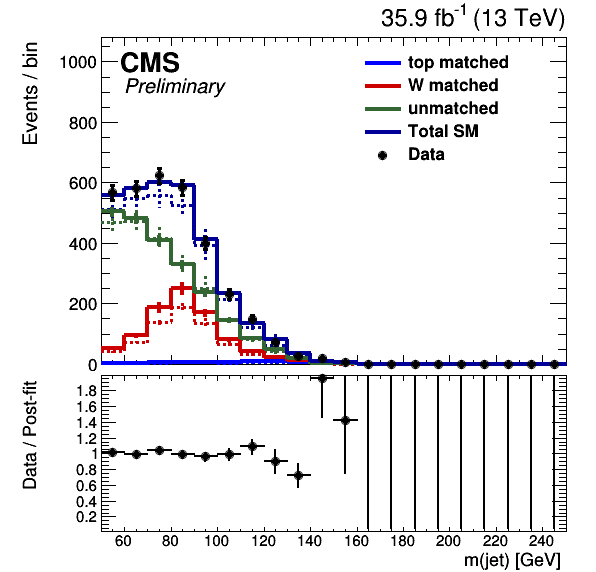 35.9 fb⁻¹ (13 TeV)
CMS
Preliminary
top matched
W matched
unmatched
Total SM
Data
Events / bin
1000
800
600
400
200
0
Data / Post-fit
1.8
1.6
1.4
1.2
1
0.8
0.6
0.4
0.2
60 80 100 120 140 160 180 200 220 240
m(jet) [GeV]